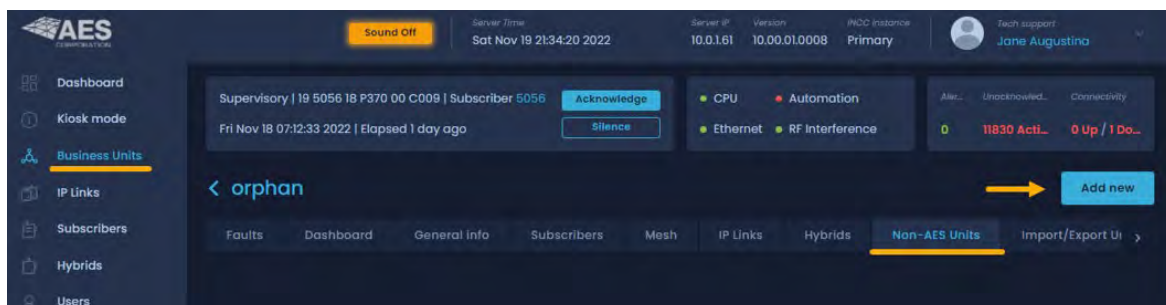 AES
CORPORATION
Sound Off
Server Time
Sat Nov 19 21:34:20 2022
Server IP
10.0.1.61
Version
10.00.01.0008
INCC Instance
Primary
Tech support
Jane Augustina
Dashboard
Kiosk mode
Business Units
IP Links
Subscribers
Hybrids
Users
Supervisory | 19 5056 18 P370 00 C009 | Subscriber 5056
Acknowledge
Fri Nov 18 07:12:33 2022 | Elapsed 1 day ago
Silence
CPU
Automation
Ethernet
RF Interference
Aler...
Unacknowled...
Connectivity
0
11830 Acti...
0 Up / 1 Do...
< orphan
Add new
Faults
Dashboard
General info
Subscribers
Mesh
IP Links
Hybrids
Non-AES Units
Import/Export Ui >